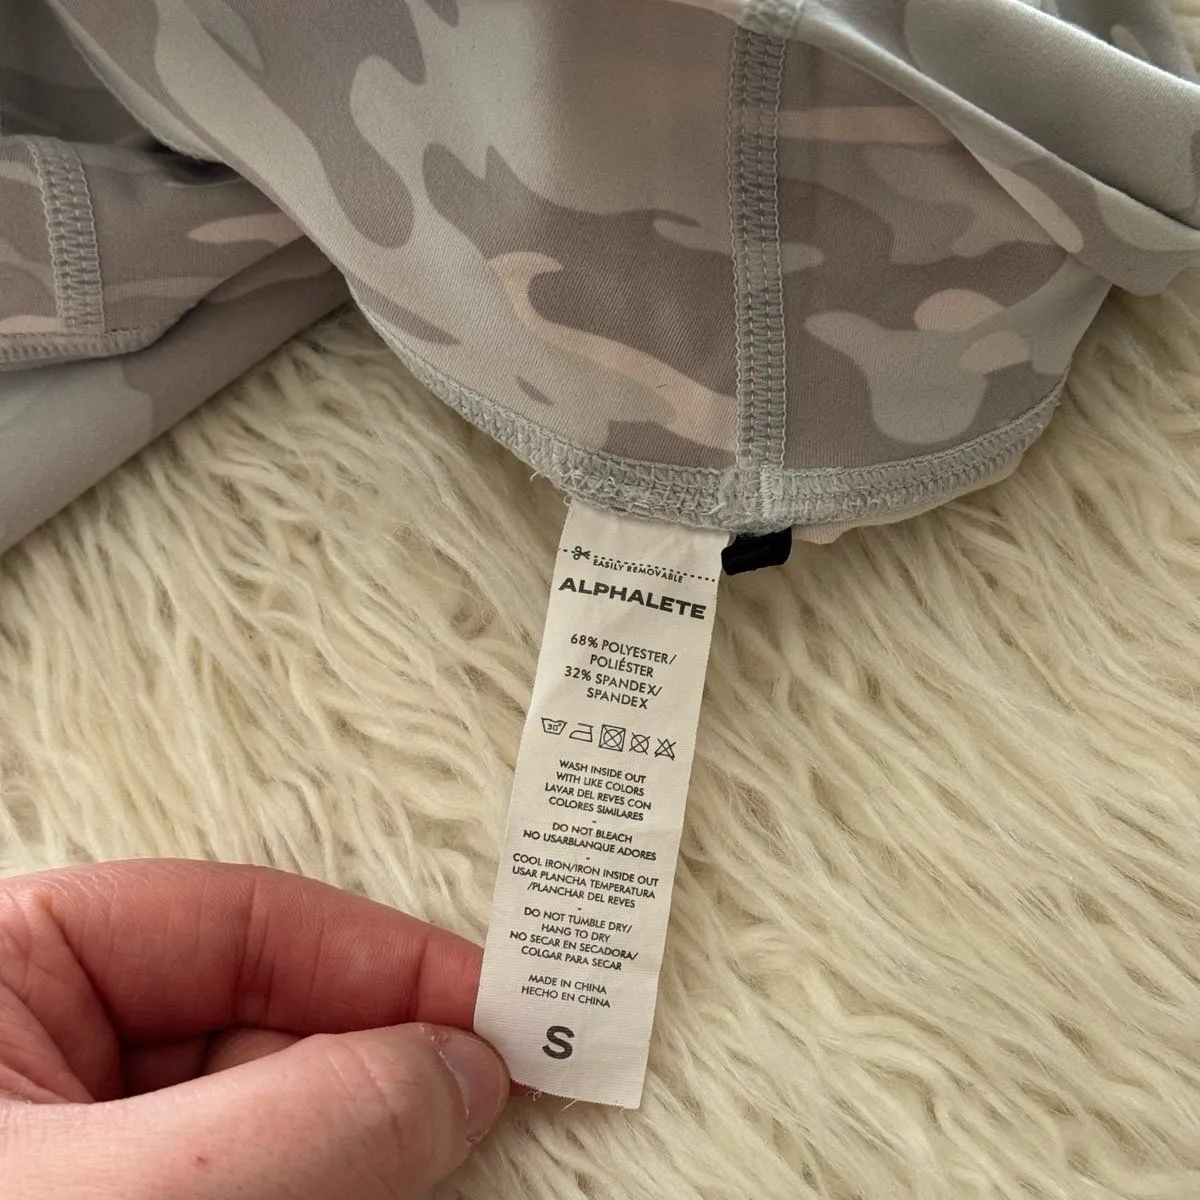 EASILY REMOVABLE
ALPHALETE
68% POLYESTER/
POLIÉSTER
32% SPANDEX/
SPANDEX
30°
WASH INSIDE OUT
WITH LIKE COLORS
LAVAR DEL REVES CON
COLORES SIMILARES
-
DO NOT BLEACH
NO USARBLANQUE ADORES
-
COOL IRON/IRON INSIDE OUT
USAR PLANCHA TEMPERATURA
/PLANCHAR DEL REVES
-
DO NOT TUMBLE DRY/
HANG TO DRY
NO SECAR EN SECADORA/
COLGAR PARA SECAR
MADE IN CHINA
HECHO EN CHINA
S